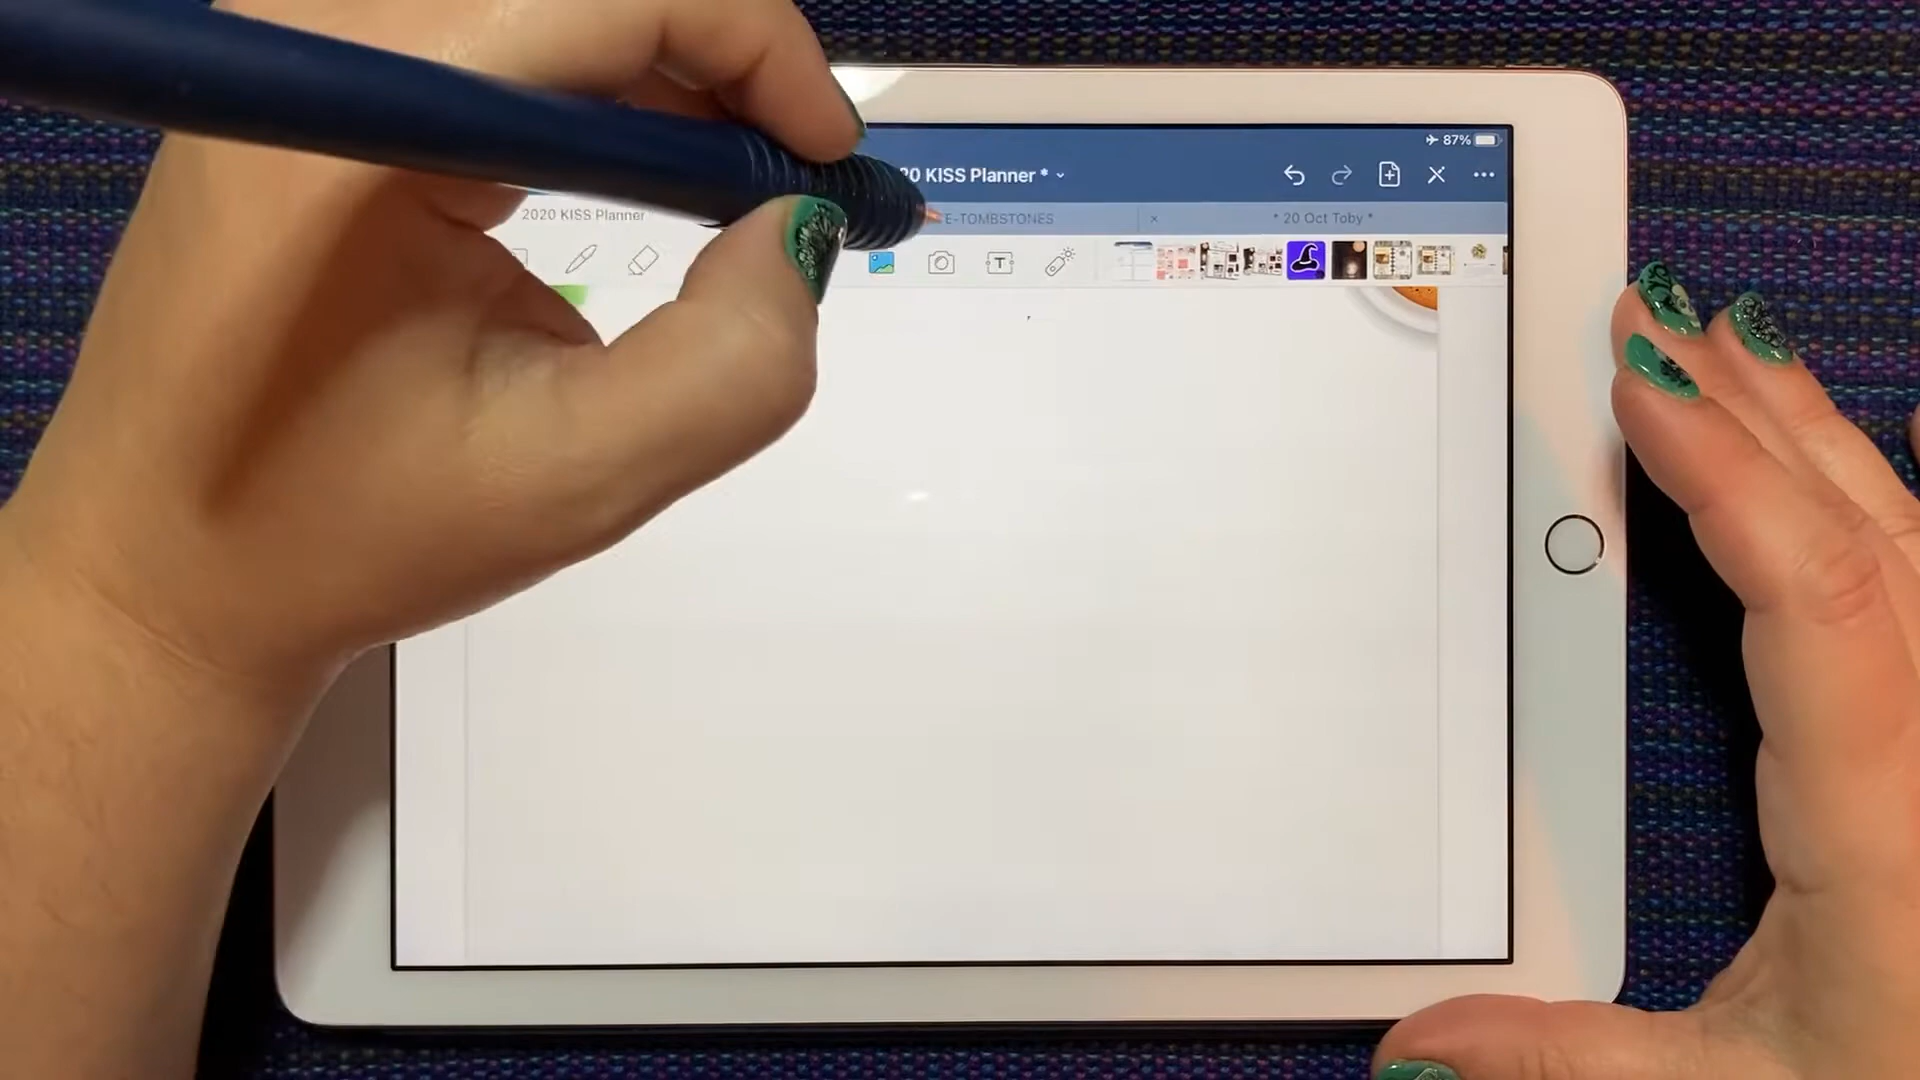 87%
20 KISS Planner *
2020 KISS Planner
E-TOMBSTONES
* 20 Oct Toby *
T